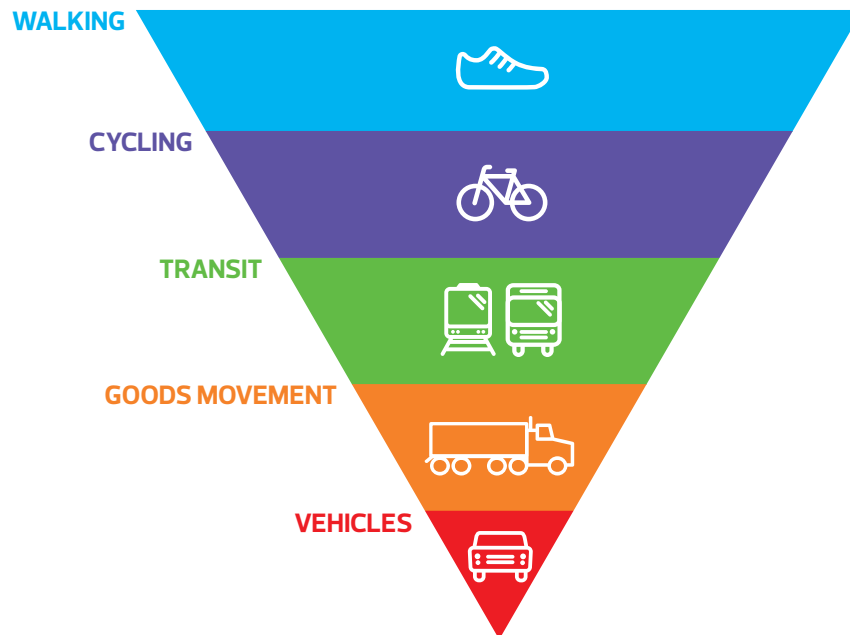 WALKING
CYCLING
TRANSIT
GOODS MOVEMENT
VEHICLES